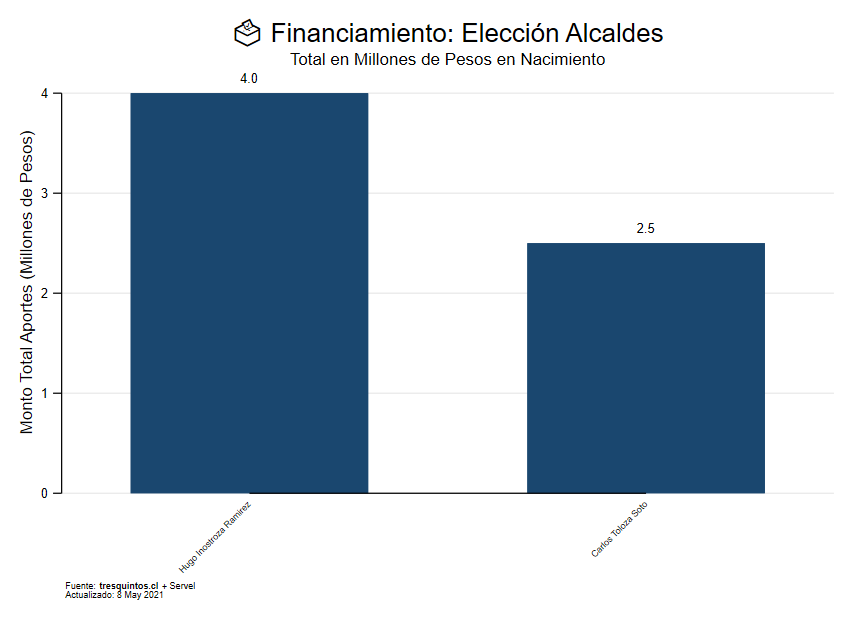 Financiamiento: Elección Alcaldes
Total en Millones de Pesos en Nacimiento
Monto Total Aportes (Millones de Pesos)
4
3
2
1
0
4.0
2.5
Hugo Inostroza Ramirez
Carlos Toloza Soto
Fuente: tresquintos.cl + Servel
Actualizado: 8 May 2021